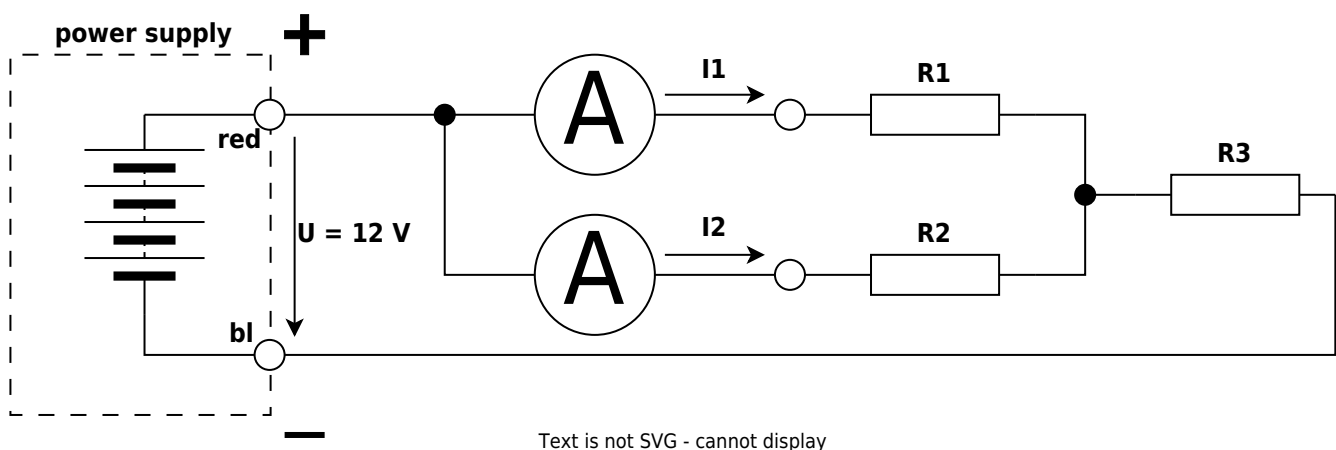 power supply
+
red
U = 12 V
bl
–
A
I1
R1
A
I2
R2
R3
Text is not SVG - cannot display